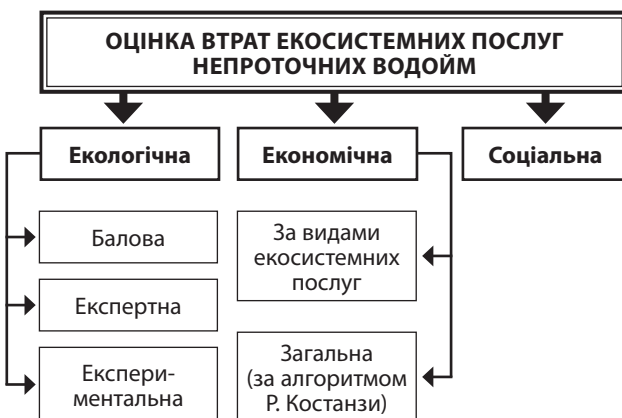 ОЦІНКА ВТРАТ ЕКОСИСТЕМНИХ ПОСЛУГ
НЕПРОТОЧНИХ ВОДОЙМ
Екологічна
Економічна
Соціальна
Балова
Експертна
Експери-
ментальна
За видами
екосистемних
послуг
Загальна
(за алгоритмом
Р. Костанзи)